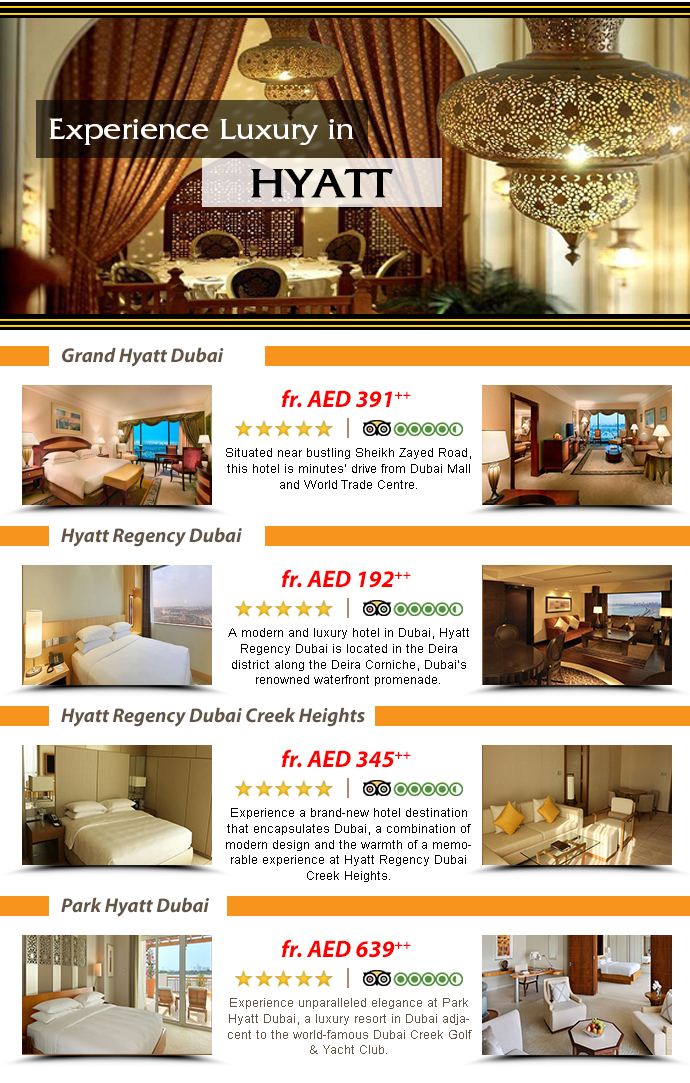 Experience Luxury in
HYATT
Grand Hyatt Dubai
fr. AED 391++
Situated near bustling Sheikh Zayed Road,
this hotel is minutes' drive from Dubai Mall
and World Trade Centre.
Hyatt Regency Dubai
fr. AED 192++
A modern and luxury hotel in Dubai, Hyatt
Regency Dubai is located in the Deira
district along the Deira Corniche, Dubai's
renowned waterfront promenade.
Hyatt Regency Dubai Creek Heights
fr. AED 345++
Experience a brand-new hotel destination
that encapsulates Dubai, a combination of
modern design and the warmth of a memo-
rable experience at Hyatt Regency Dubai
Creek Heights.
Park Hyatt Dubai
fr. AED 639++
Experience unparalleled elegance at Park
Hyatt Dubai, a luxury resort in Dubai adja-
cent to the world-famous Dubai Creek Golf
& Yacht Club.